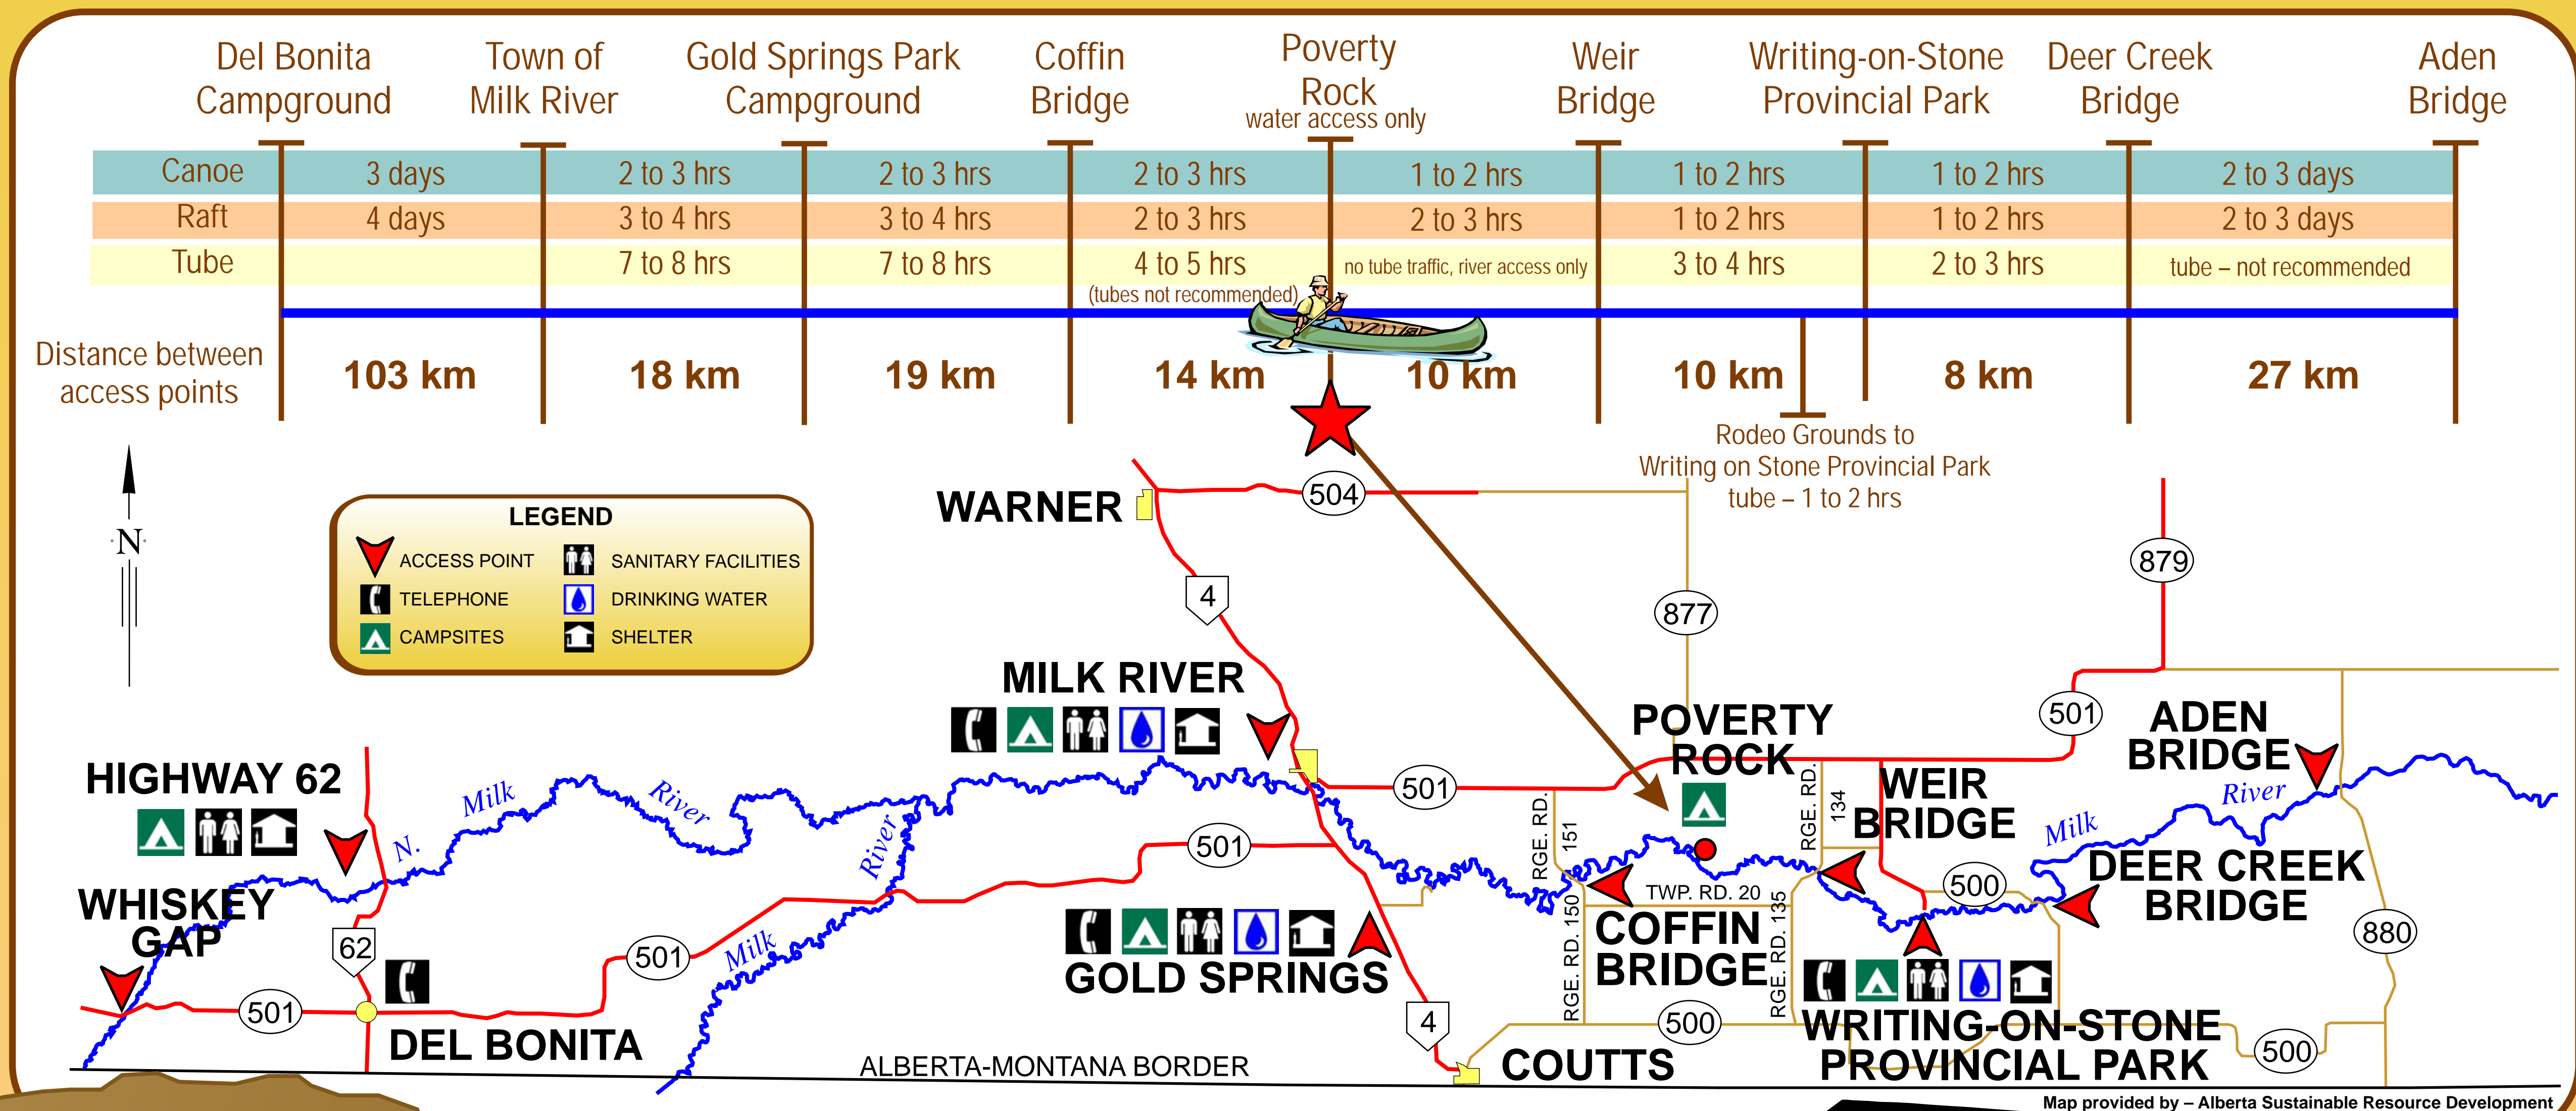 Del Bonita
Campground
Town of
Milk River
Gold Springs Park
Campground
Coffin
Bridge
Poverty
Rock
water access only
Weir
Bridge
Writing-on-Stone
Provincial Park
Deer Creek
Bridge
Aden
Bridge
Canoe 3 days 2 to 3 hrs 2 to 3 hrs 2 to 3 hrs 1 to 2 hrs 1 to 2 hrs 1 to 2 hrs 2 to 3 days
Raft 4 days 3 to 4 hrs 3 to 4 hrs 2 to 3 hrs 2 to 3 hrs 1 to 2 hrs 1 to 2 hrs 2 to 3 days
Tube 7 to 8 hrs 7 to 8 hrs 4 to 5 hrs no tube traffic, river access only 3 to 4 hrs 2 to 3 hrs tube – not recommended
(tubes not recommended)
Distance between
access points
103 km 18 km 19 km 14 km 10 km 10 km 8 km 27 km
Rodeo Grounds to
Writing on Stone Provincial Park
tube – 1 to 2 hrs
N
LEGEND
ACCESS POINT
SANITARY FACILITIES
TELEPHONE
DRINKING WATER
CAMPSITES
SHELTER
WARNER
504
4
877
879
MILK RIVER
POVERTY
ROCK
501
ADEN
BRIDGE
HIGHWAY 62
N.
Milk
River
River
501
501
RGE. RD.
151
RGE. RD.
134
WEIR
BRIDGE
Milk
River
DEER CREEK
BRIDGE
WHISKEY
GAP
62
501
Milk
GOLD SPRINGS
TWP. RD. 20
RGE. RD. 150
COFFIN
BRIDGE
RGE. RD. 135
500
880
501
DEL BONITA
4
500
WRITING-ON-STONE
PROVINCIAL PARK
500
COUTTS
ALBERTA-MONTANA BORDER
Map provided by – Alberta Sustainable Resource Development